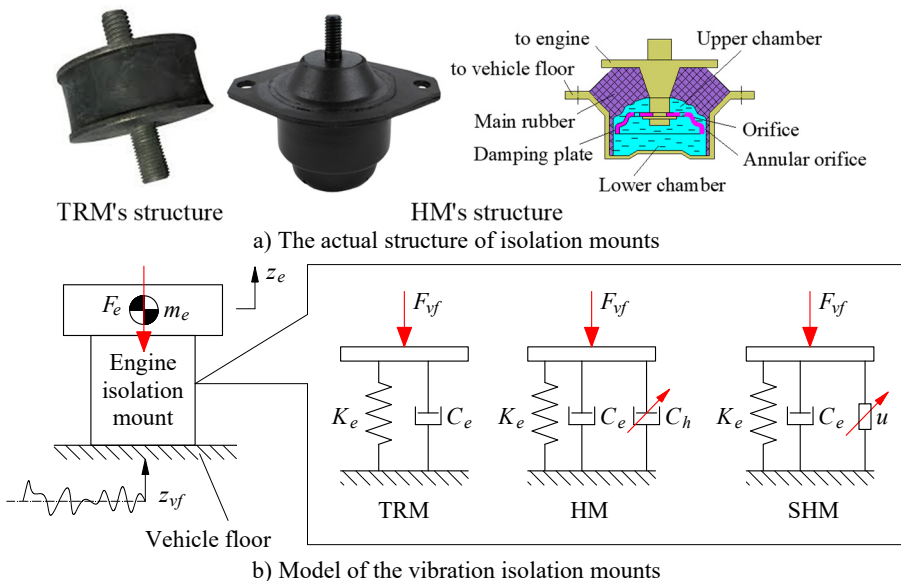 to engine
Upper chamber
to vehicle floor
Main rubber
Orifice
Damping plate
Annular orifice
Lower chamber
TRM's structure
HM's structure
a) The actual structure of isolation mounts
z_e
F_e
m_e
Engine
isolation
mount
z_vf
Vehicle floor
F_vf
F_vf
F_vf
K_e
C_e
K_e
C_e
C_h
K_e
C_e
u
TRM
HM
SHM
b) Model of the vibration isolation mounts